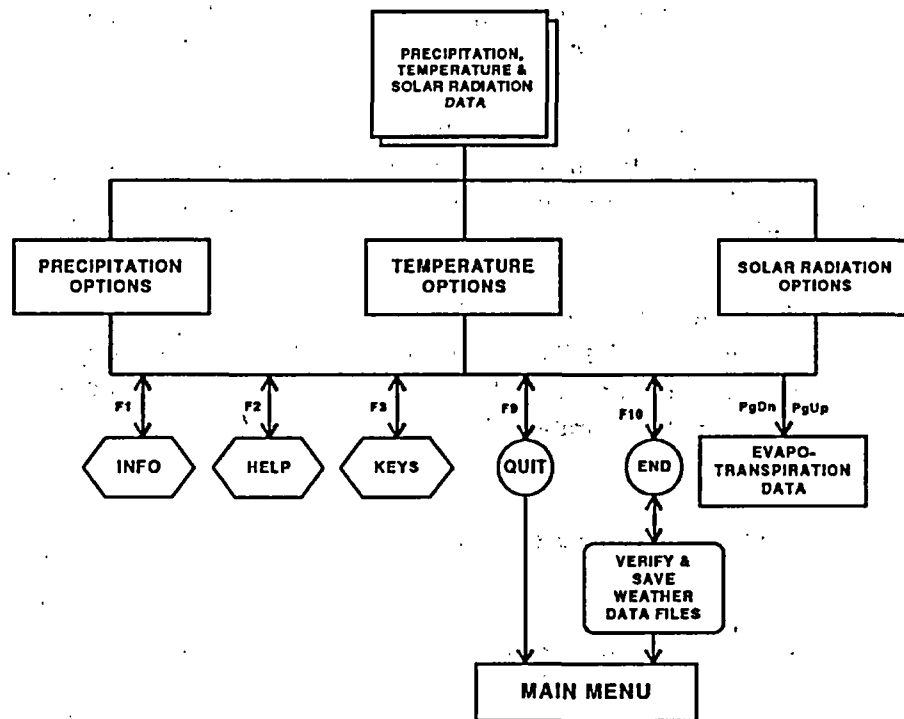 PRECIPITATION,
TEMPERATURE &
SOLAR RADIATION
DATA
PRECIPITATION
OPTIONS
TEMPERATURE
OPTIONS
SOLAR RADIATION
OPTIONS
F1
F2
F3
F9
F10
PgDn
PgUp
INFO
HELP
KEYS
QUIT
END
EVAPO-
TRANSPIRATION
DATA
VERIFY &
SAVE
WEATHER
DATA FILES
MAIN MENU